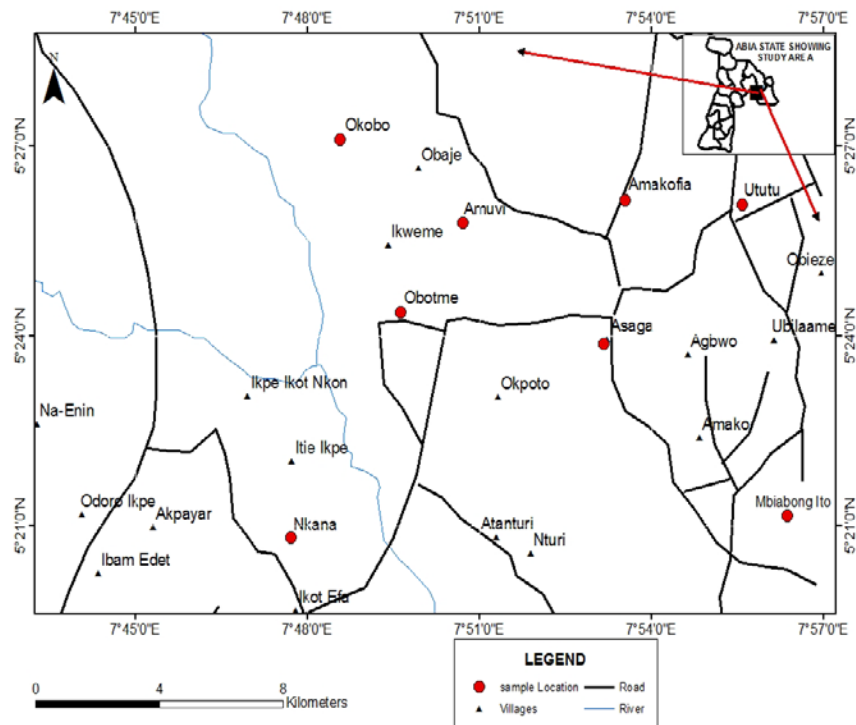 7°45'0"E
7°48'0"E
7°51'0"E
7°54'0"E
7°57'0"E
N
ABIA STATE SHOWING
STUDY AREA
5°27'0"N
5°27'0"N
Okobo
Obaje
Amuvi
Amakofia
Ututu
Ikweme
Obieze
Obotme
5°24'0"N
5°24'0"N
Asaga
Agbwo
Ubilaame
Ikpe Ikot Nkon
Okpoto
Na-Enin
Amako
Itie Ikpe
Odoro Ikpe
Akpayar
Mbiabong Ito
5°21'0"N
5°21'0"N
Nkana
Atanturi
Nturi
Ibam Edet
Ikot Efa
7°45'0"E
7°48'0"E
7°51'0"E
7°54'0"E
7°57'0"E
0 4 8
Kilometers
LEGEND
sample Location
Road
Villages
River